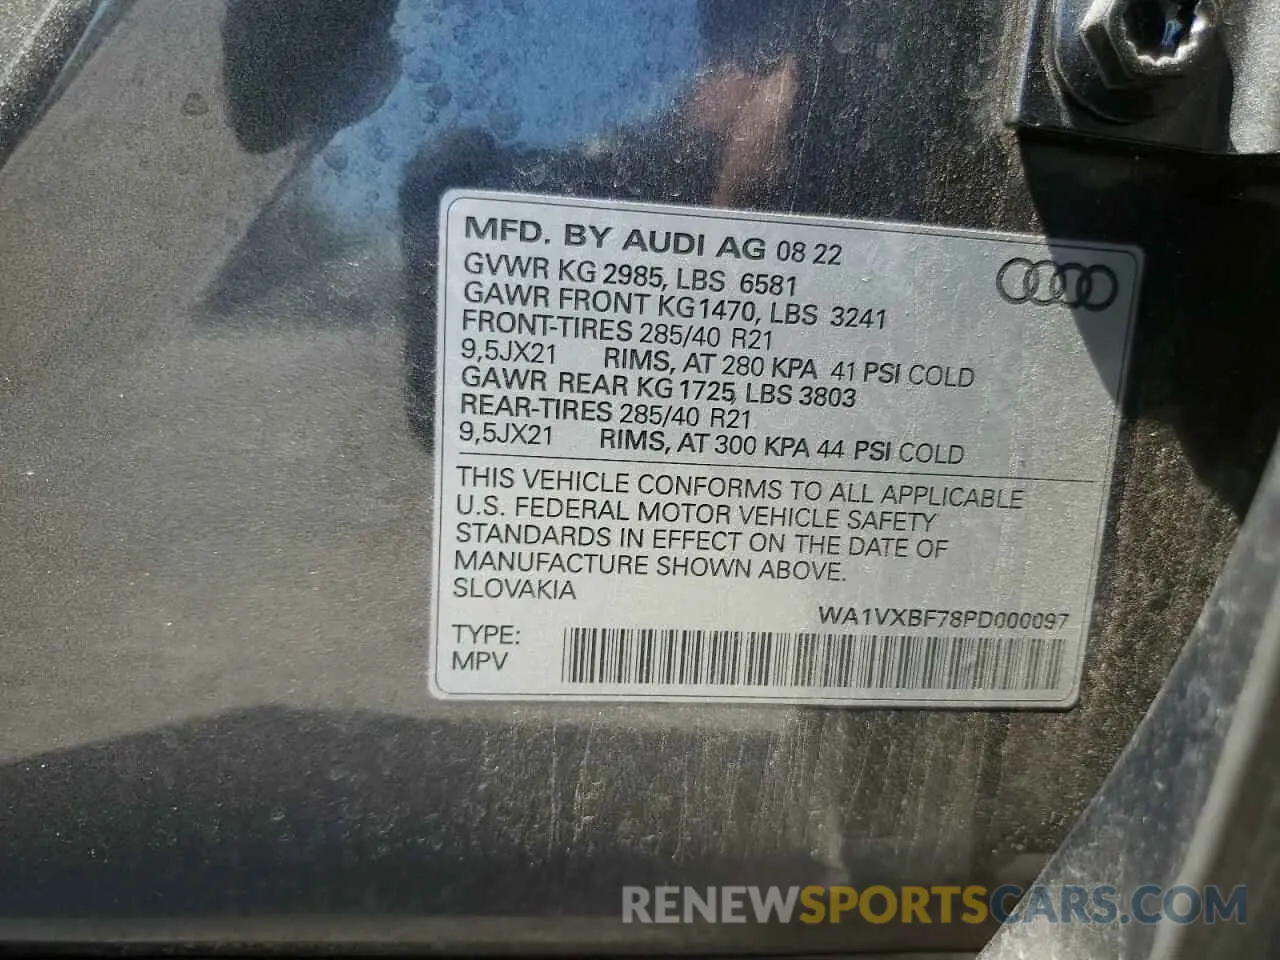 MFD. BY AUDI AG 08 22
GVWR KG 2985, LBS 6581
GAWR FRONT KG1470, LBS 3241
FRONT-TIRES 285/40 R21
9,5JX21 RIMS, AT 280 KPA 41 PSI COLD
GAWR REAR KG 1725, LBS 3803
REAR-TIRES 285/40 R21
9,5JX21 RIMS, AT 300 KPA 44 PSI COLD
THIS VEHICLE CONFORMS TO ALL APPLICABLE
U.S. FEDERAL MOTOR VEHICLE SAFETY
STANDARDS IN EFFECT ON THE DATE OF
MANUFACTURE SHOWN ABOVE.
SLOVAKIA
WA1VXBF78PD000097
TYPE:
MPV
RENEWSPORTSCARS.COM